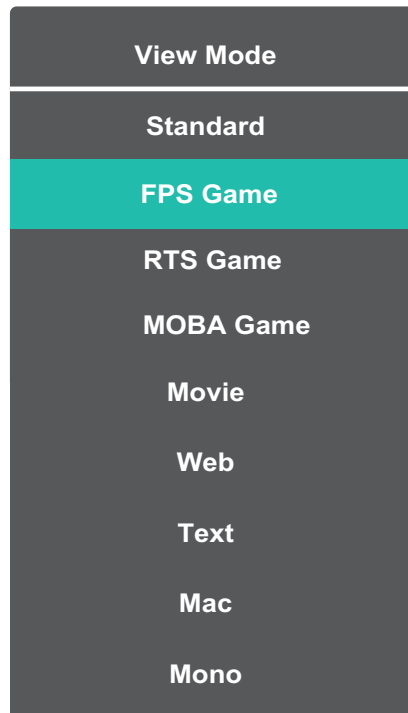 View Mode
Standard
FPS Game
RTS Game
MOBA Game
Movie
Web
Text
Mac
Mono